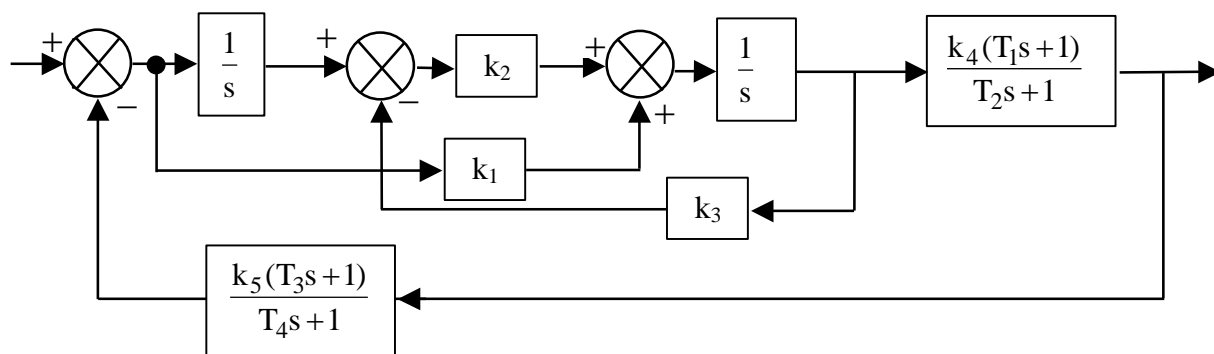 +
−
1
s
+
−
k₂
+
+
1
s
k₄(T₁s+1)
T₂s+1
k₁
k₃
k₅(T₃s+1)
T₄s+1